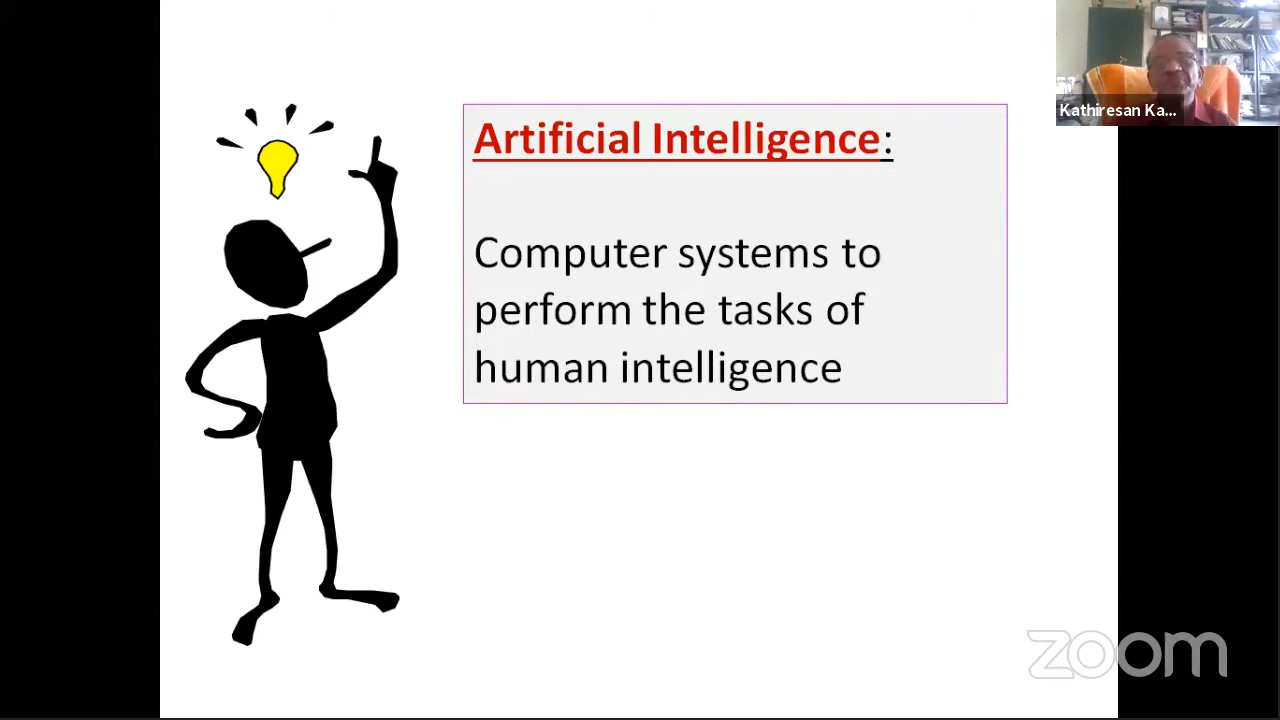 Artificial Intelligence:
Computer systems to
perform the tasks of
human intelligence
Kathiresan Ka...
zoom